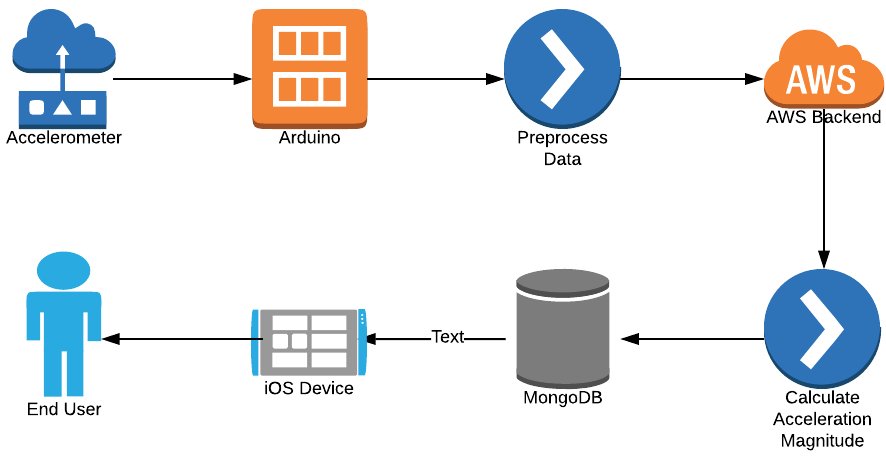 AWS
Accelerometer
Arduino
Preprocess
Data
AWS Backend
Text
End User
iOS Device
MongoDB
Calculate
Acceleration
Magnitude